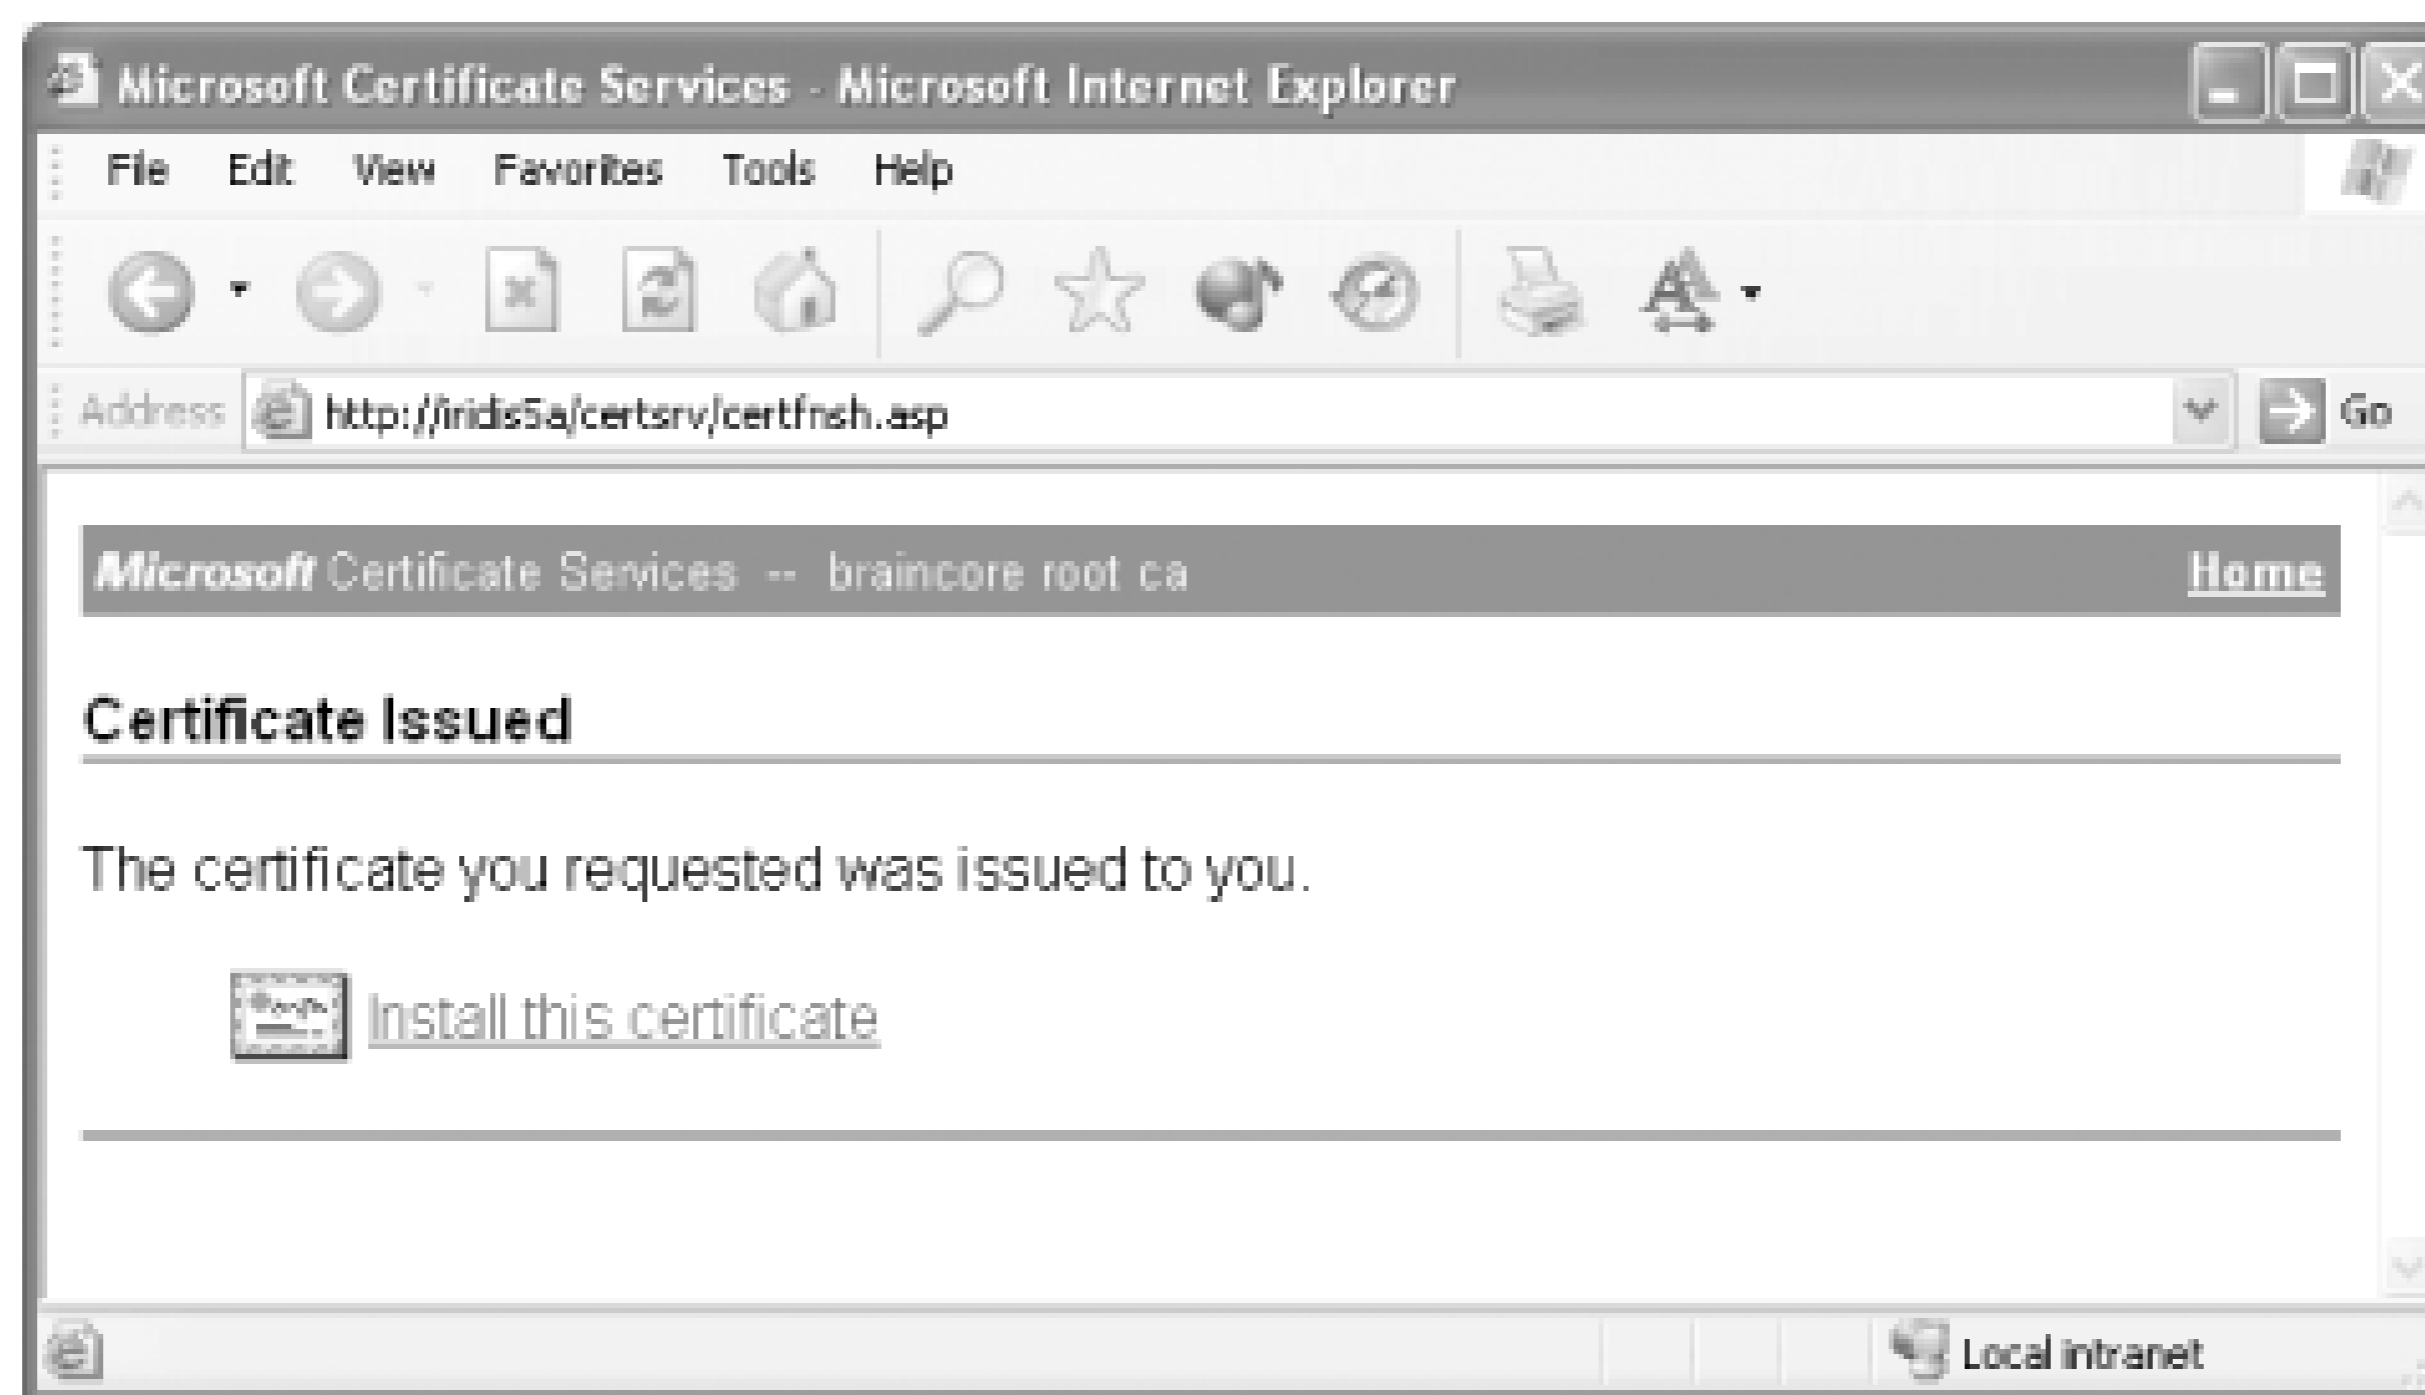 Microsoft Certificate Services - Microsoft Internet Explorer
File Edit View Favorites Tools Help
Address http://iridis5a/certsrv/certfnsh.asp Go
Microsoft Certificate Services -- braincore root ca Home
Certificate Issued
The certificate you requested was issued to you.
Install this certificate
Local intranet